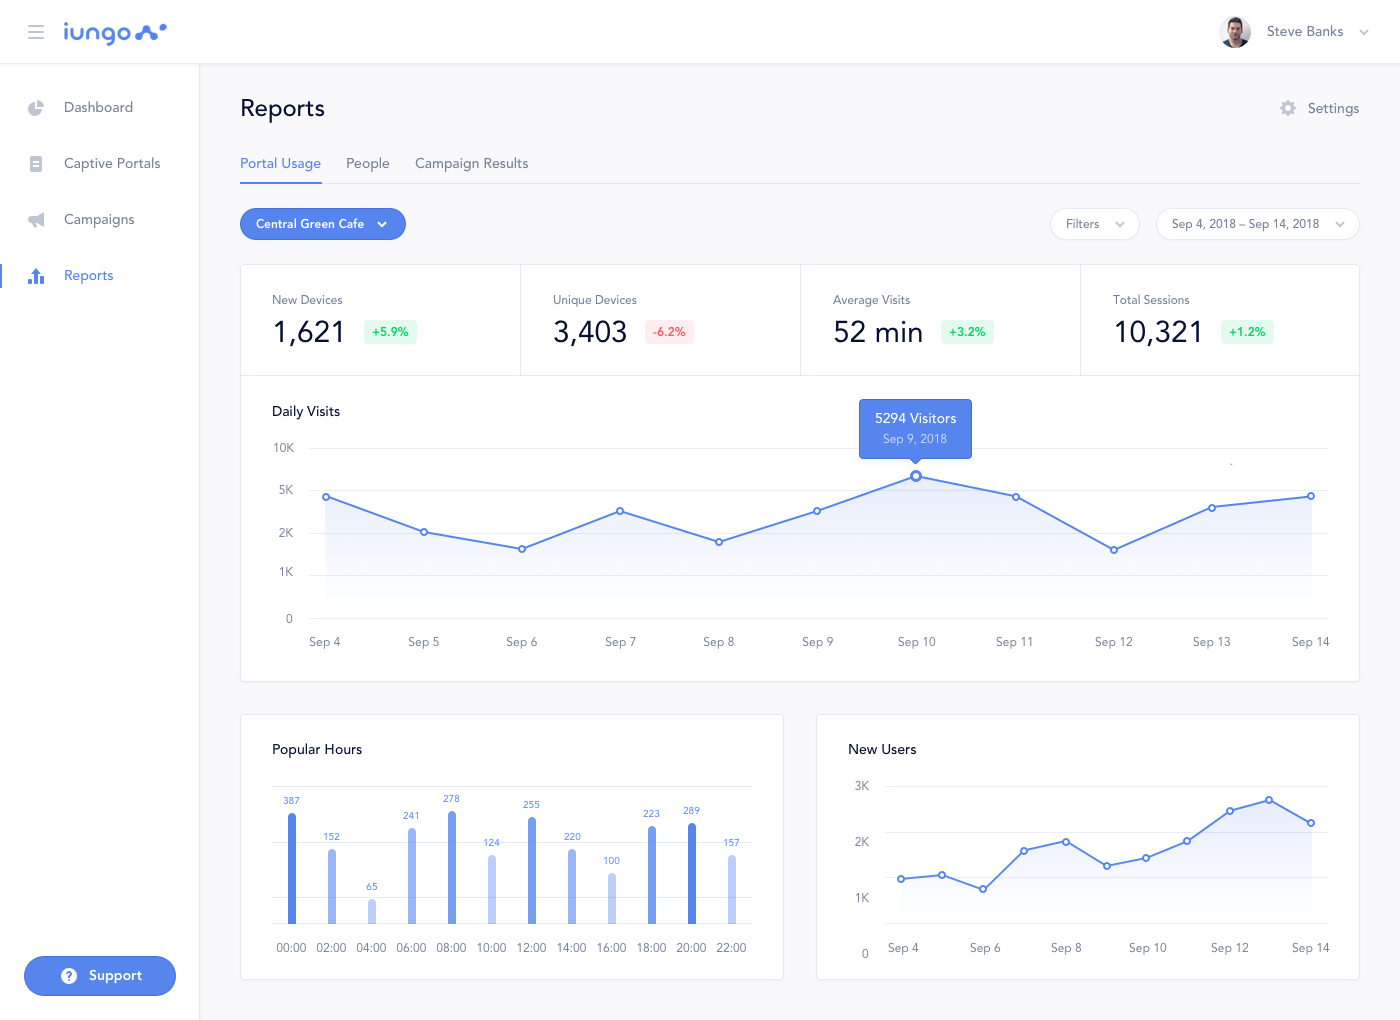 iungo
Steve Banks
Dashboard
Captive Portals
Campaigns
Reports
Support
Reports
Settings
Portal Usage People Campaign Results
Central Green Cafe
Filters
Sep 4, 2018 – Sep 14, 2018
New Devices
1,621 +5.9%
Unique Devices
3,403 -6.2%
Average Visits
52 min +3.2%
Total Sessions
10,321 +1.2%
Daily Visits
5294 Visitors
Sep 9, 2018
10K
5K
2K
1K
0
Sep 4 Sep 5 Sep 6 Sep 7 Sep 8 Sep 9 Sep 10 Sep 11 Sep 12 Sep 13 Sep 14
Popular Hours
387 152 65 241 278 124 255 220 100 223 289 157
00:00 02:00 04:00 06:00 08:00 10:00 12:00 14:00 16:00 18:00 20:00 22:00
New Users
3K
2K
1K
0
Sep 4 Sep 6 Sep 8 Sep 10 Sep 12 Sep 14